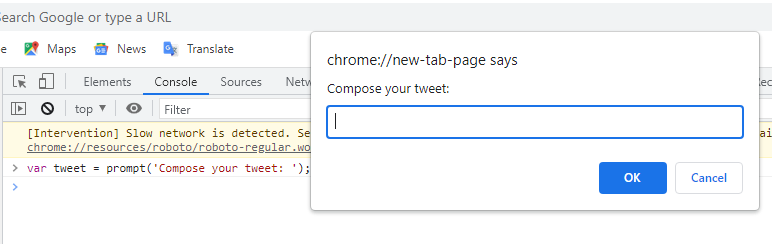 Search Google or type a URL
e Maps News Translate
chrome://new-tab-page says
Compose your tweet:
OK Cancel
Elements Console Sources Netw
top Filter
[Intervention] Slow network is detected. Se
chrome://resources/roboto/roboto-regular.wo
var tweet = prompt('Compose your tweet: ');